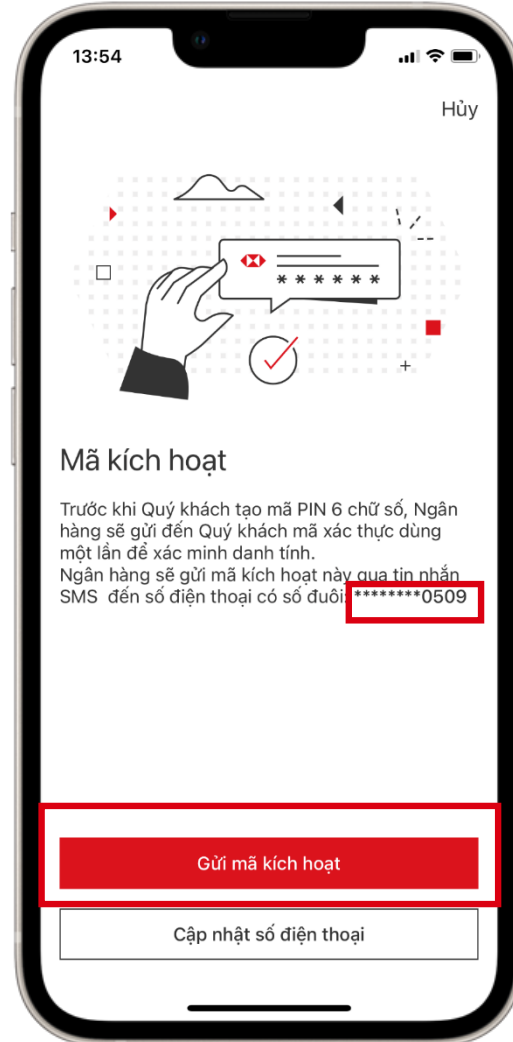 13:54
Hủy
* * * * * *
Mã kích hoạt
Trước khi Quý khách tạo mã PIN 6 chữ số, Ngân
hàng sẽ gửi đến Quý khách mã xác thực dùng
một lần để xác minh danh tính.
Ngân hàng sẽ gửi mã kích hoạt này qua tin nhắn
SMS đến số điện thoại có số đuôi: ********0509
Gửi mã kích hoạt
Cập nhật số điện thoại